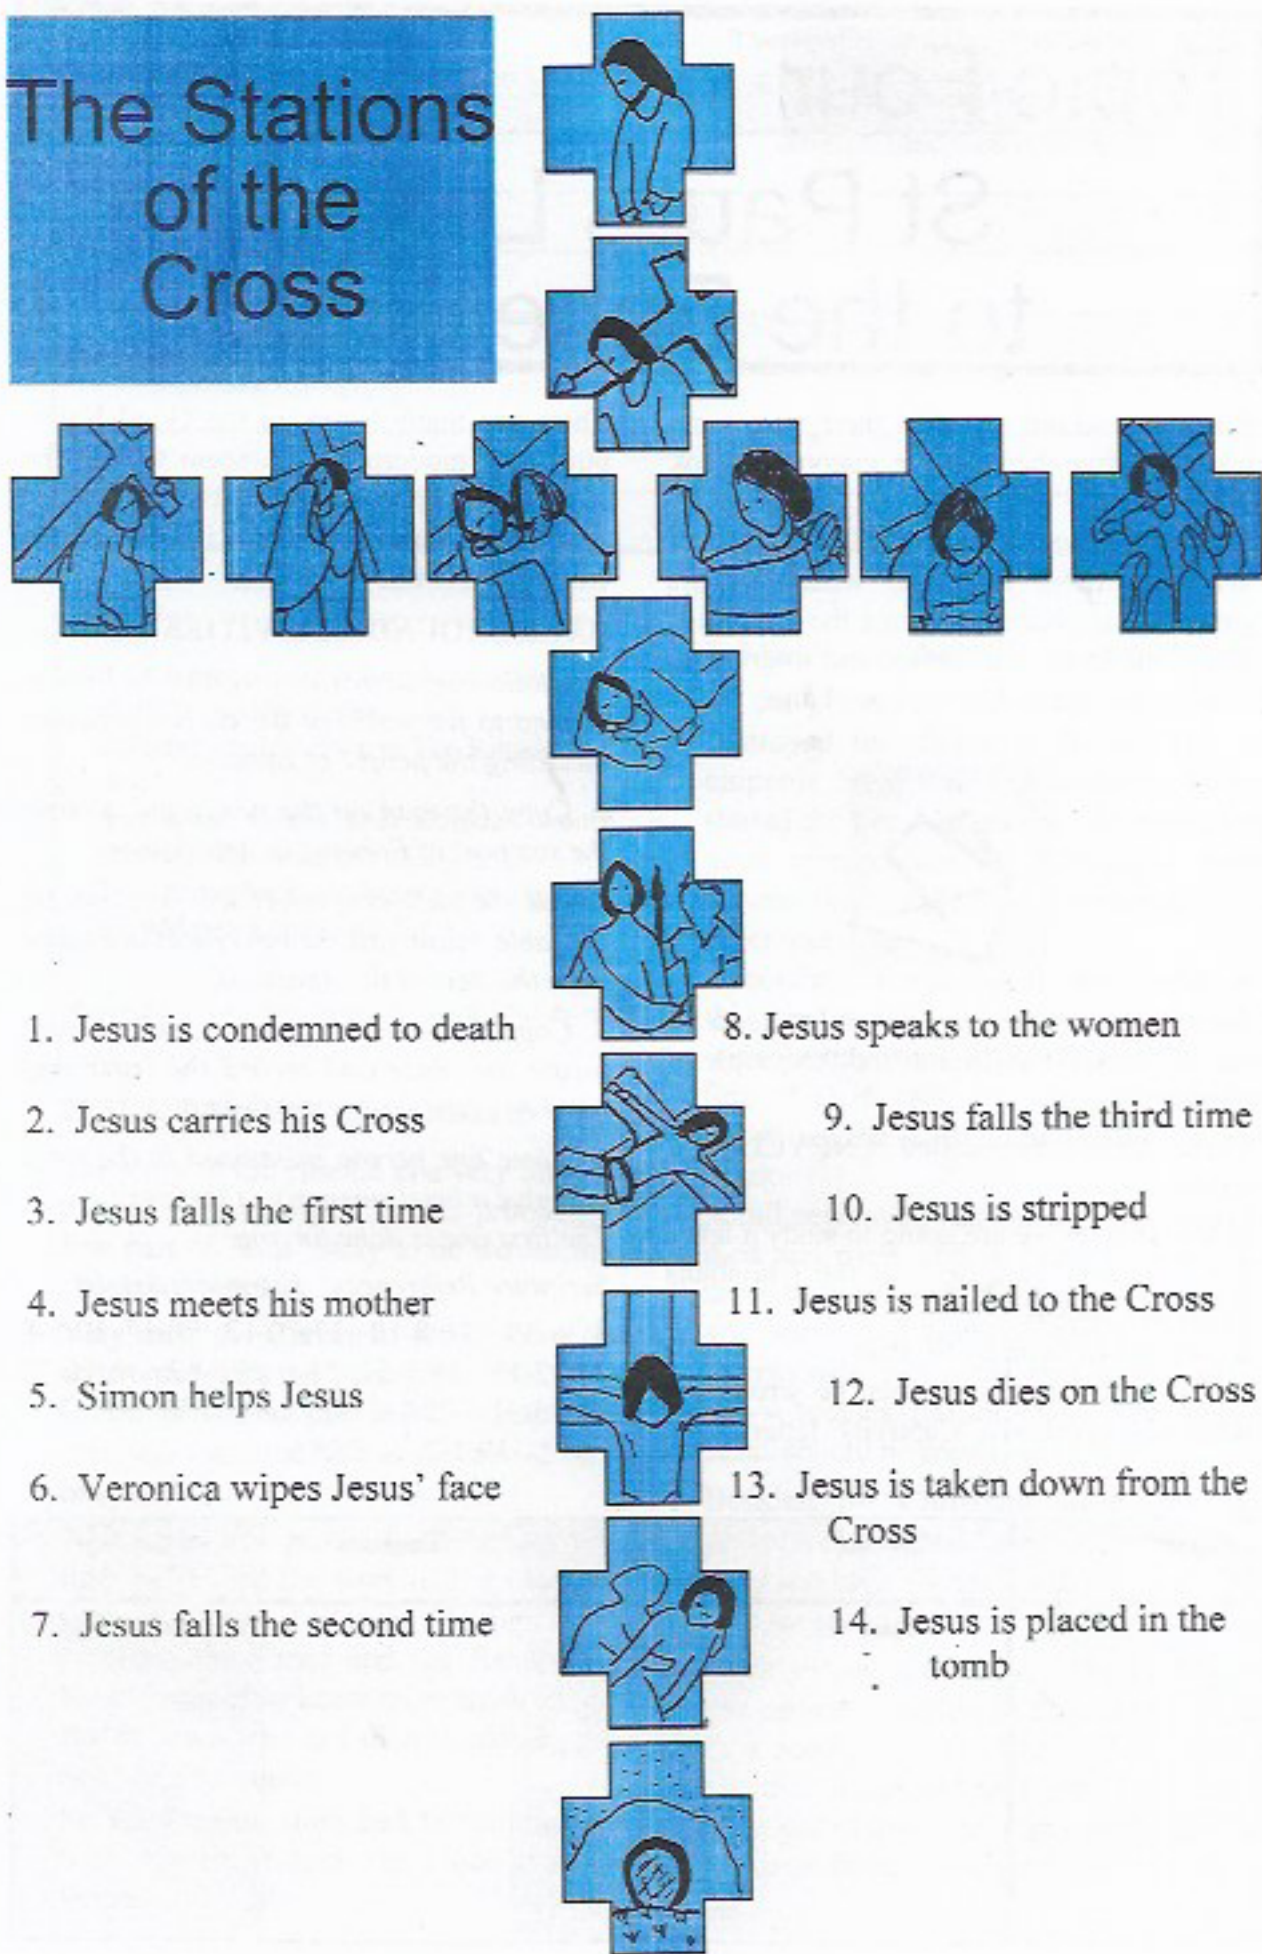 The Stations
of the
Cross
1. Jesus is condemned to death
2. Jesus carries his Cross
3. Jesus falls the first time
4. Jesus meets his mother
5. Simon helps Jesus
6. Veronica wipes Jesus’ face
7. Jesus falls the second time
8. Jesus speaks to the women
9. Jesus falls the third time
10. Jesus is stripped
11. Jesus is nailed to the Cross
12. Jesus dies on the Cross
13. Jesus is taken down from the
Cross
14. Jesus is placed in the
tomb